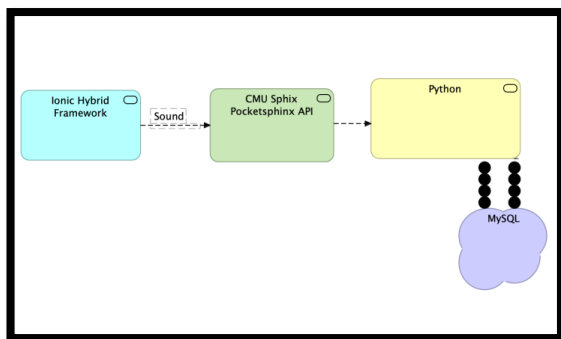 Ionic Hybrid
Framework
Sound
CMU Sphix
Pocketsphinx API
Python
MySQL